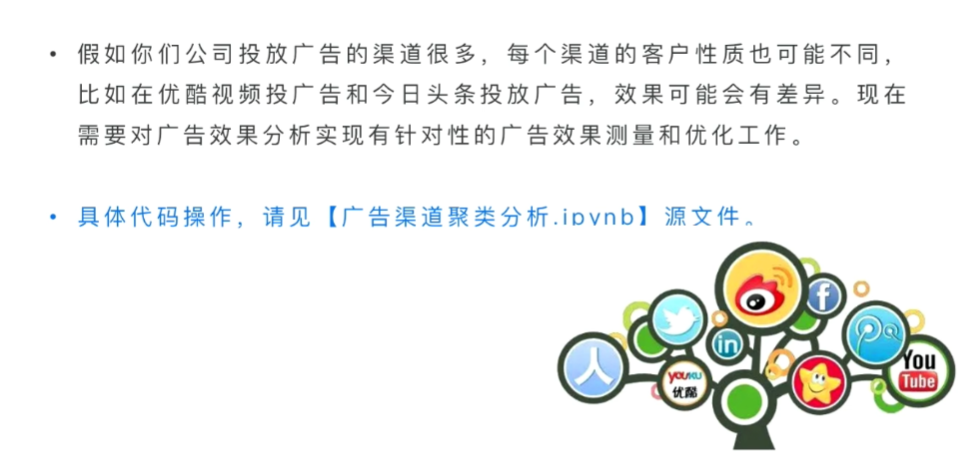 • 假如你们公司投放广告的渠道很多，每个渠道的客户性质也可能不同，
比如在优酷视频投广告和今日头条投放广告，效果可能会有差异。现在
需要对广告效果分析实现有针对性的广告效果测量和优化工作。
• 具体代码操作，请见【广告渠道聚类分析.ipynb】源文件。
f
in
人
YOUKU
优酷
You
Tube